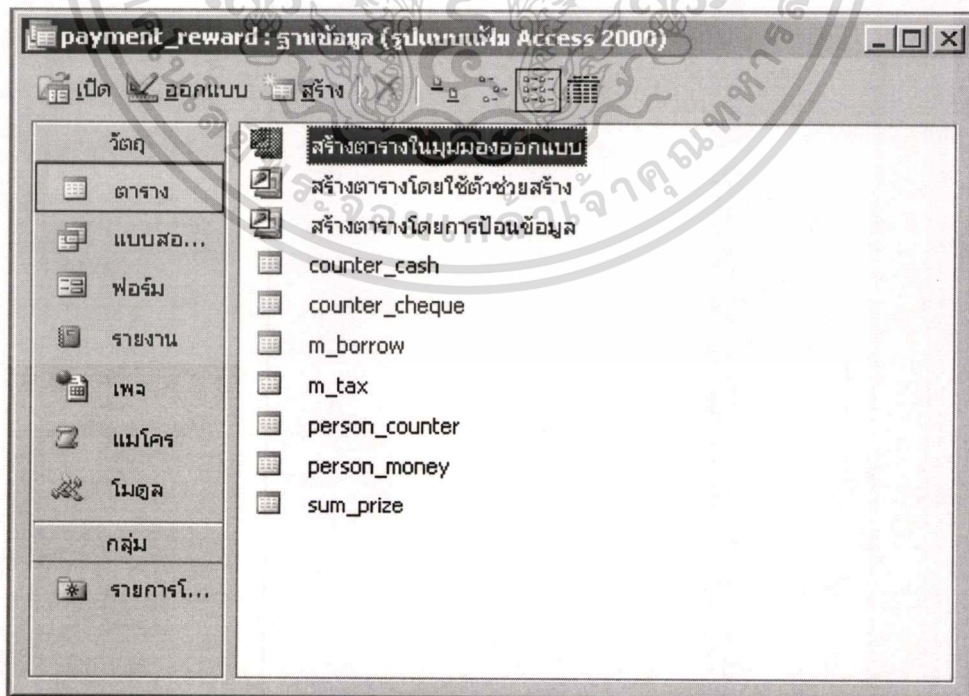 payment_reward : ฐานข้อมูล (รูปแบบแฟ้ม Access 2000)
เปิด ออกแบบ สร้าง
วัตถุ
ตาราง
แบบสอ...
ฟอร์ม
รายงาน
เพจ
แมโคร
โมดูล
กลุ่ม
รายการโ...
สร้างตารางในมุมมองออกแบบ
สร้างตารางโดยใช้ตัวช่วยสร้าง
สร้างตารางโดยการป้อนข้อมูล
counter_cash
counter_cheque
m_borrow
m_tax
person_counter
person_money
sum_prize